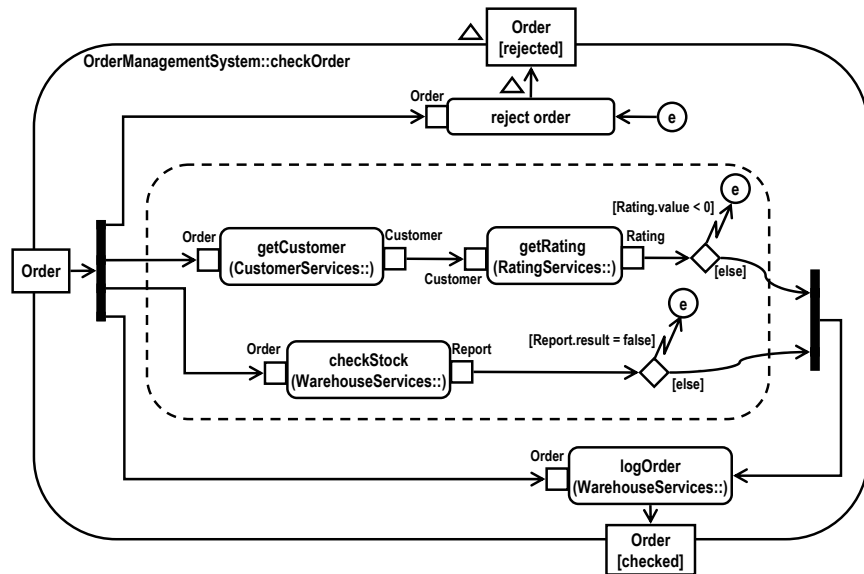 Order
[rejected]
OrderManagementSystem::checkOrder
Order
reject order
e
e
[Rating.value < 0]
Order
getCustomer
(CustomerServices::)
Customer
Customer
getRating
(RatingServices::)
Rating
[else]
Order
e
[Report.result = false]
Order
checkStock
(WarehouseServices::)
Report
[else]
Order
logOrder
(WarehouseServices::)
Order
[checked]